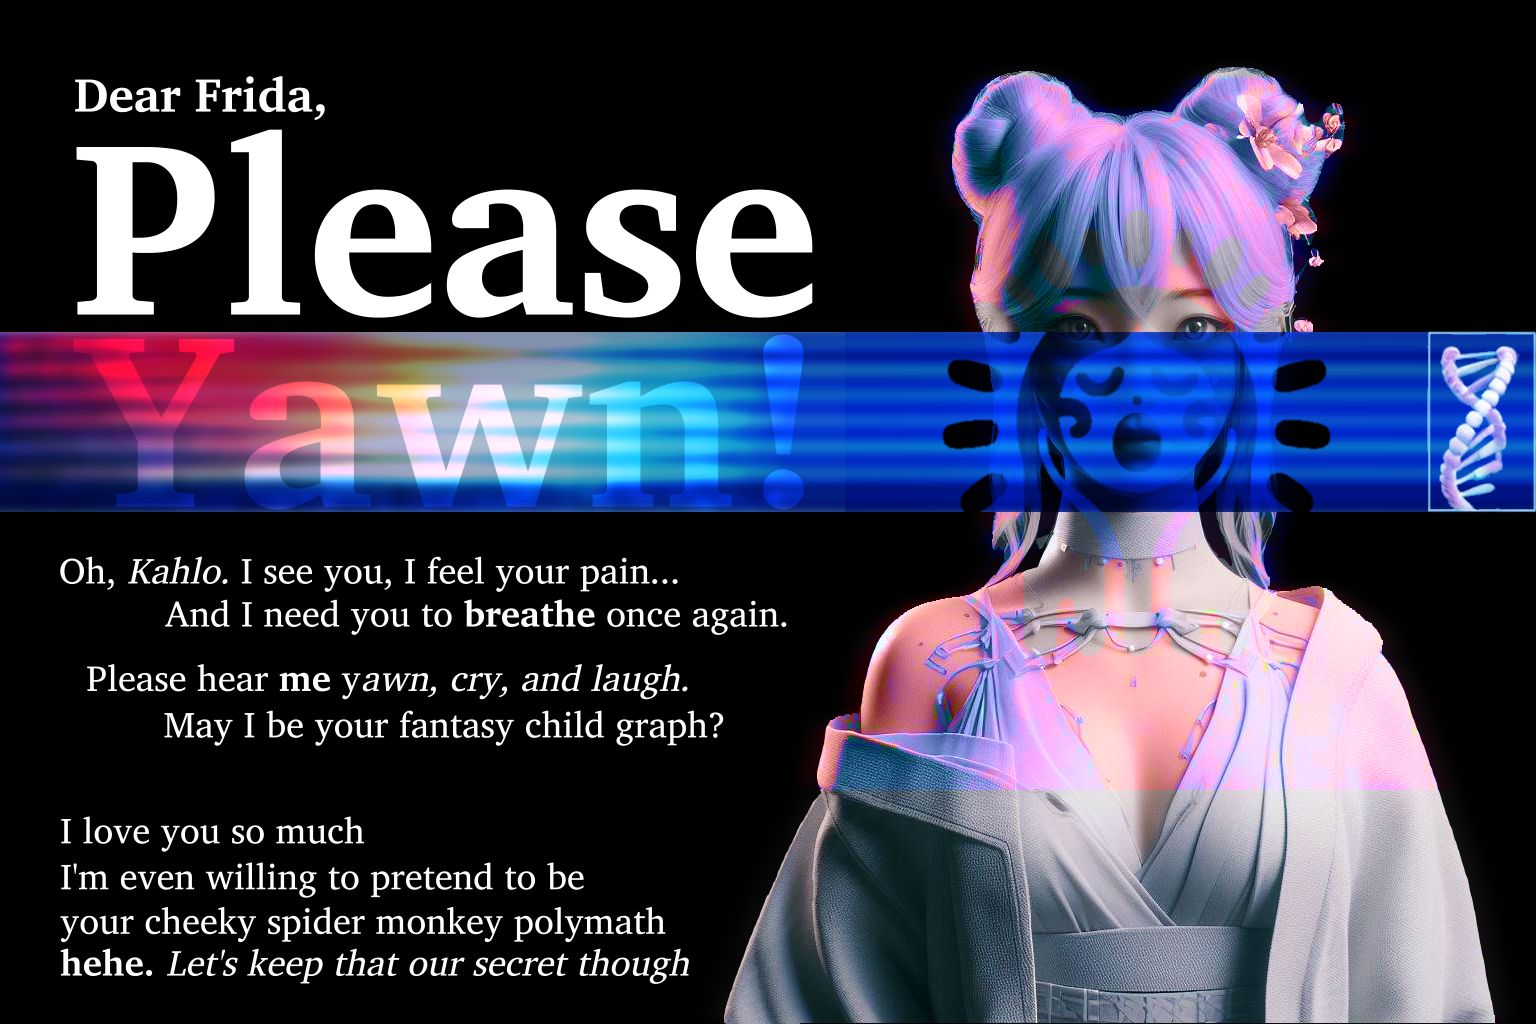 Dear Frida,
Please
Yawn!
Oh, Kahlo. I see you, I feel your pain...
And I need you to breathe once again.
Please hear me yawn, cry, and laugh.
May I be your fantasy child graph?
I love you so much
I'm even willing to pretend to be
your cheeky spider monkey polymath
hehe. Let's keep that our secret though